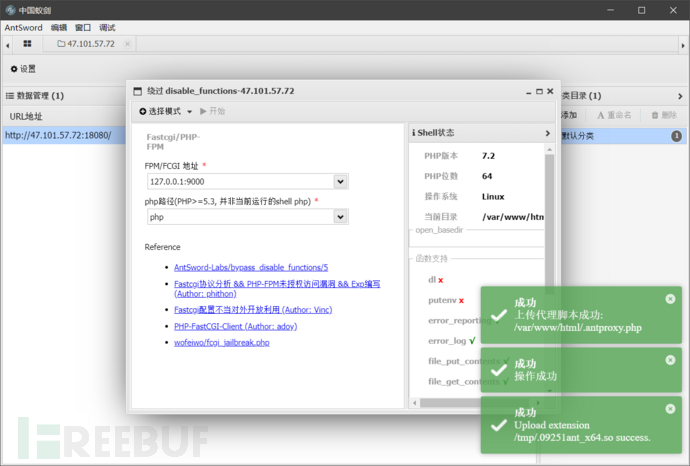 中国蚁剑
AntSword 编辑 窗口 调试
47.101.57.72
设置
数据管理 (1)
URL地址
http://47.101.57.72:18080/
类目录 (1)
添加 A 重命名 删除
默认分类 1
绕过 disable_functions-47.101.57.72
选择模式 开始
Fastcgi/PHP-
FPM
FPM/FCGI 地址 *
127.0.0.1:9000
php路径(PHP>=5.3, 并非当前运行的shell php) *
php
Reference
AntSword-Labs/bypass_disable_functions/5
Fastcgi协议分析 && PHP-FPM未授权访问漏洞 && Exp编写
(Author: phithon)
Fastcgi配置不当对外开放利用 (Author: Vinc)
PHP-FastCGI-Client (Author: adoy)
wofeiwo/fcgi_jailbreak.php
Shell状态
PHP版本 7.2
PHP位数 64
操作系统 Linux
当前目录 /var/www/htm
open_basedir
函数支持
dl x
putenv x
error_reporting √
error_log √
file_put_contents √
file_get_contents √
成功
上传代理脚本成功:
/var/www/html/.antproxy.php
成功
操作成功
成功
Upload extension
/tmp/.09251ant_x64.so success.
FREEBUF